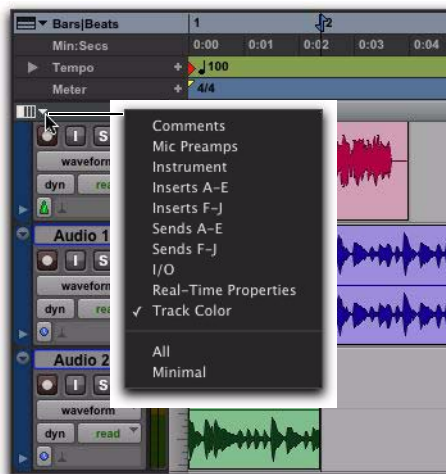 Bars|Beats
1
2
Min:Secs
0:00
0:01
0:02
0:03
0:04
Tempo
+
100
Meter
+
4/4
I
S
waveform
dyn
Comments
Mic Preamps
Instrument
Inserts A-E
Inserts F-J
Sends A-E
Sends F-J
I/O
Real-Time Properties
✓ Track Color
All
Minimal
Audio 1
I
S
dyn
Audio 2
I
S
waveform
dyn
read